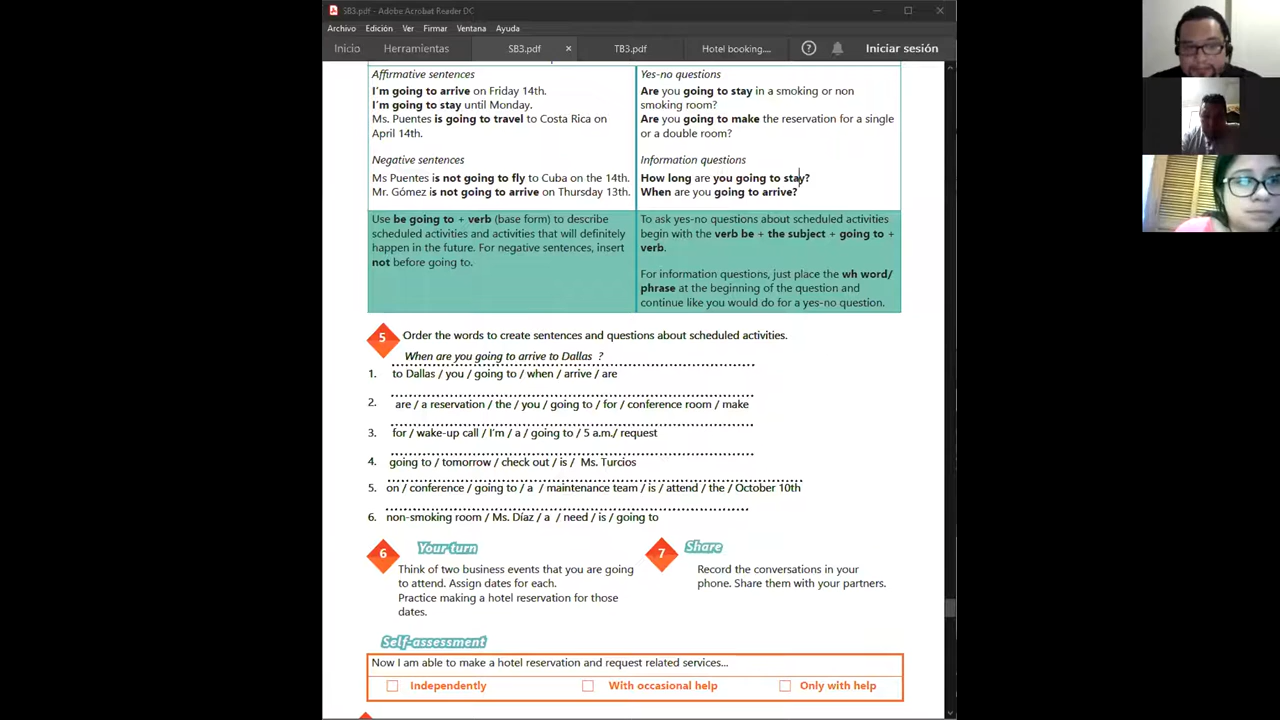 SB3.pdf - Adobe Acrobat Reader DC
Archivo Edición Ver Firmar Ventana Ayuda
Inicio Herramientas SB3.pdf × TB3.pdf Hotel booking.... ? Iniciar sesión
Affirmative sentences
I'm going to arrive on Friday 14th.
I'm going to stay until Monday.
Ms. Puentes is going to travel to Costa Rica on
April 14th.
Negative sentences
Ms Puentes is not going to fly to Cuba on the 14th.
Mr. Gómez is not going to arrive on Thursday 13th.
Yes-no questions
Are you going to stay in a smoking or non
smoking room?
Are you going to make the reservation for a single
or a double room?
Information questions
How long are you going to stay?
When are you going to arrive?
Use be going to + verb (base form) to describe
scheduled activities and activities that will definitely
happen in the future. For negative sentences, insert
not before going to.
To ask yes-no questions about scheduled activities
begin with the verb be + the subject + going to +
verb.
For information questions, just place the wh word/
phrase at the beginning of the question and
continue like you would do for a yes-no question.
5 Order the words to create sentences and questions about scheduled activities.
When are you going to arrive to Dallas ?
1. to Dallas / you / going to / when / arrive / are
2. are / a reservation / the / you / going to / for / conference room / make
3. for / wake-up call / I'm / a / going to / 5 a.m./ request
4. going to / tomorrow / check out / is / Ms. Turcios
5. on / conference / going to / a / maintenance team / is / attend / the / October 10th
6. non-smoking room / Ms. Díaz / a / need / is / going to
6 Your turn
Think of two business events that you are going
to attend. Assign dates for each.
Practice making a hotel reservation for those
dates.
7 Share
Record the conversations in your
phone. Share them with your partners.
Self-assessment
Now I am able to make a hotel reservation and request related services...
Independently With occasional help Only with help